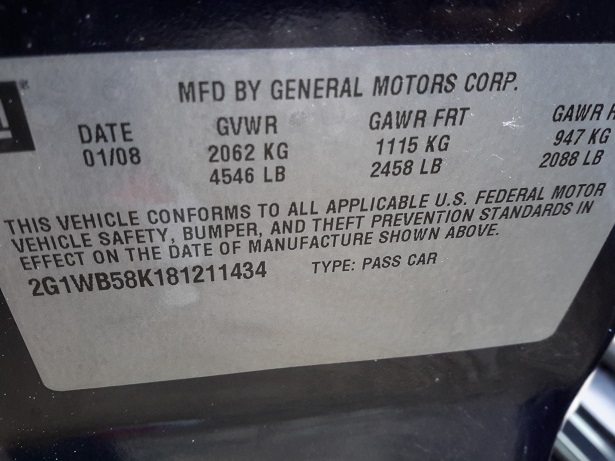 MFD BY GENERAL MOTORS CORP.
DATE GVWR GAWR FRT GAWR
01/08 2062 KG 1115 KG 947 KG
4546 LB 2458 LB 2088 LB
THIS VEHICLE CONFORMS TO ALL APPLICABLE U.S. FEDERAL MOTOR
VEHICLE SAFETY, BUMPER, AND THEFT PREVENTION STANDARDS IN
EFFECT ON THE DATE OF MANUFACTURE SHOWN ABOVE.
2G1WB58K181211434 TYPE: PASS CAR